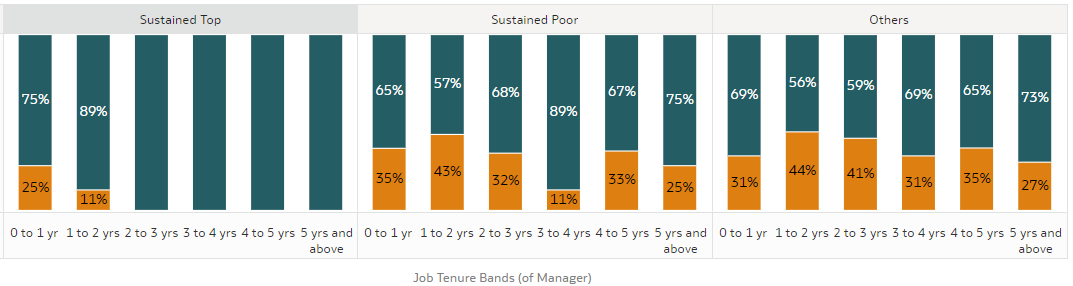 Sustained Top Sustained Poor Others
75% 89% 65% 57% 68% 89% 67% 75% 69% 56% 59% 69% 65% 73%
25% 11% 35% 43% 32% 11% 33% 25% 31% 44% 41% 31% 35% 27%
0 to 1 yr 1 to 2 yrs 2 to 3 yrs 3 to 4 yrs 4 to 5 yrs 5 yrs and above 0 to 1 yr 1 to 2 yrs 2 to 3 yrs 3 to 4 yrs 4 to 5 yrs 5 yrs and above 0 to 1 yr 1 to 2 yrs 2 to 3 yrs 3 to 4 yrs 4 to 5 yrs 5 yrs and above
Job Tenure Bands (of Manager)